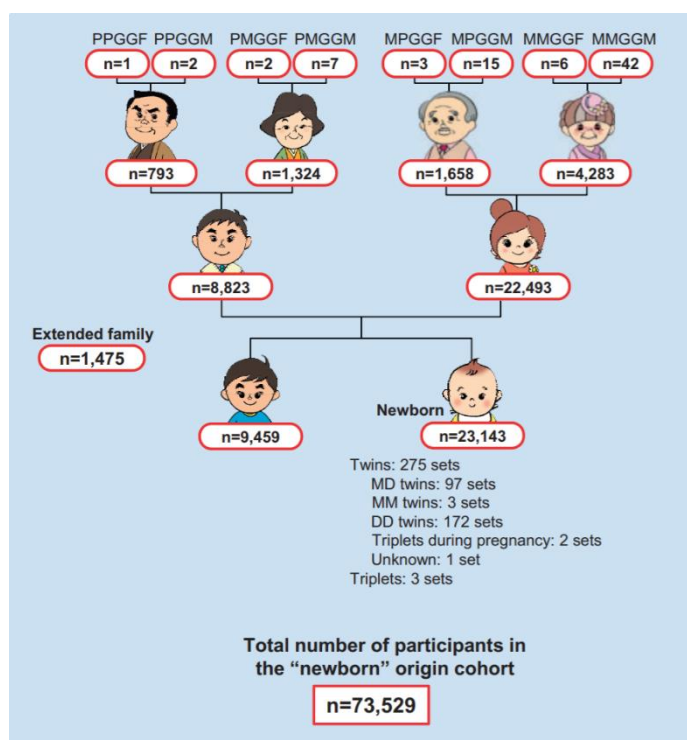 PPGGF PPGGM PMGGF PMGGM MPGGF MPGGM MMGGF MMGGM
n=1 n=2 n=2 n=7 n=3 n=15 n=6 n=42
n=793 n=1,324 n=1,658 n=4,283
n=8,823 n=22,493
Extended family
n=1,475
Newborn
n=9,459 n=23,143
Twins: 275 sets
MD twins: 97 sets
MM twins: 3 sets
DD twins: 172 sets
Triplets during pregnancy: 2 sets
Unknown: 1 set
Triplets: 3 sets
Total number of participants in
the “newborn” origin cohort
n=73,529